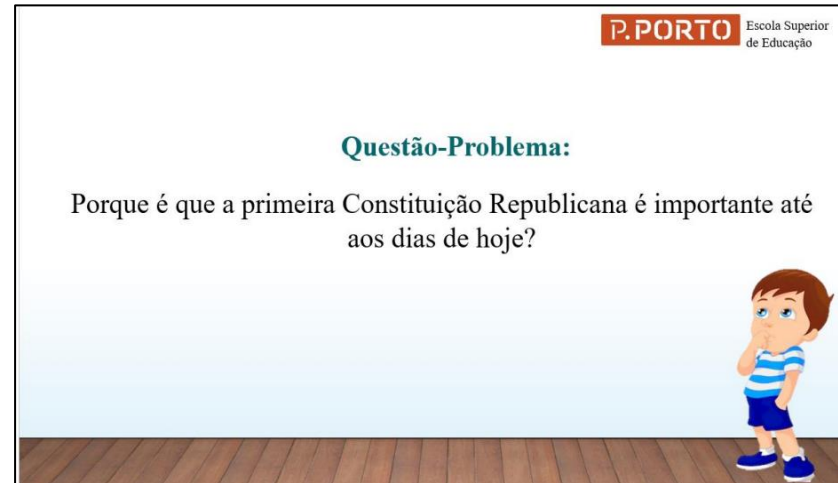 P.PORTO
Escola Superior
de Educação
Questão-Problema:
Porque é que a primeira Constituição Republicana é importante até
aos dias de hoje?